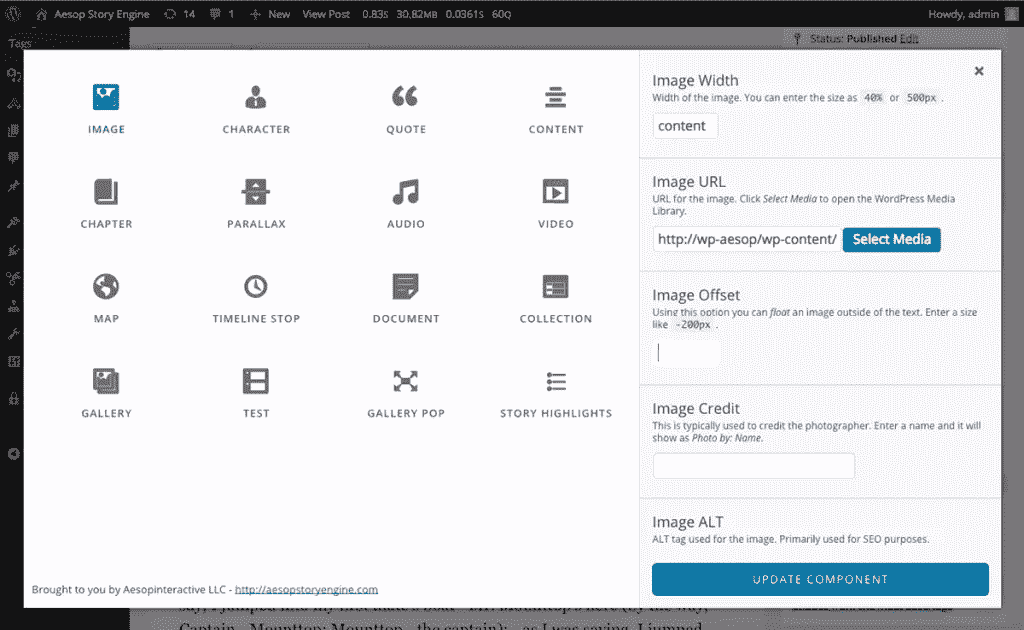 Aesop Story Engine 14 1 New View Post 0.83s 30.82MB 0.0361s 60Q Howdy, admin
Tags
Status: Published Edit
IMAGE CHARACTER QUOTE CONTENT
CHAPTER PARALLAX AUDIO VIDEO
MAP TIMELINE STOP DOCUMENT COLLECTION
GALLERY TEST GALLERY POP STORY HIGHLIGHTS
Brought to you by Aesopinteractive LLC - http://aesopstoryengine.com
Image Width
Width of the image. You can enter the size as 40% or 500px .
content
Image URL
URL for the image. Click Select Media to open the WordPress Media
Library.
http://wp-aesop/wp-content/ Select Media
Image Offset
Using this option you can float an image outside of the text. Enter a size
like -200px .
Image Credit
This is typically used to credit the photographer. Enter a name and it will
show as Photo by: Name.
Image ALT
ALT tag used for the image. Primarily used for SEO purposes.
UPDATE COMPONENT
say, I jumped into my first mate's boat
Captain Mounttop; Mounttop the captain); as I was saying, I jumped